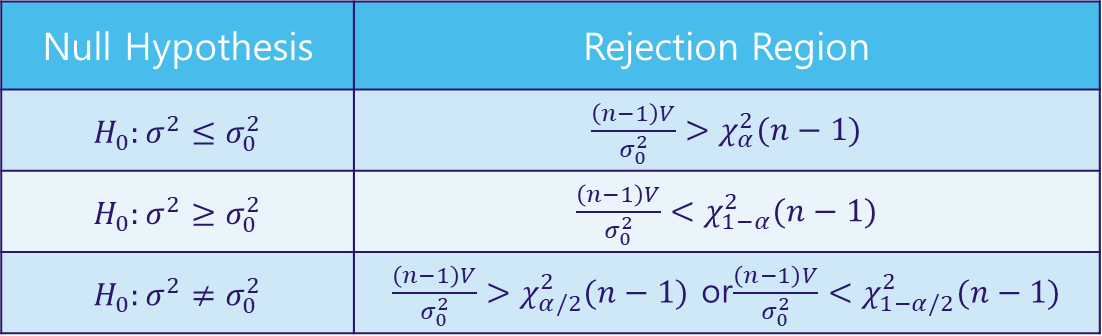 Null Hypothesis Rejection Region
H₀: σ² ≤ σ₀² (n−1)V/σ₀² > χ²_α(n − 1)
H₀: σ² ≥ σ₀² (n−1)V/σ₀² < χ²_{1−α}(n − 1)
H₀: σ² ≠ σ₀² (n−1)V/σ₀² > χ²_{α/2}(n − 1) or (n−1)V/σ₀² < χ²_{1−α/2}(n − 1)